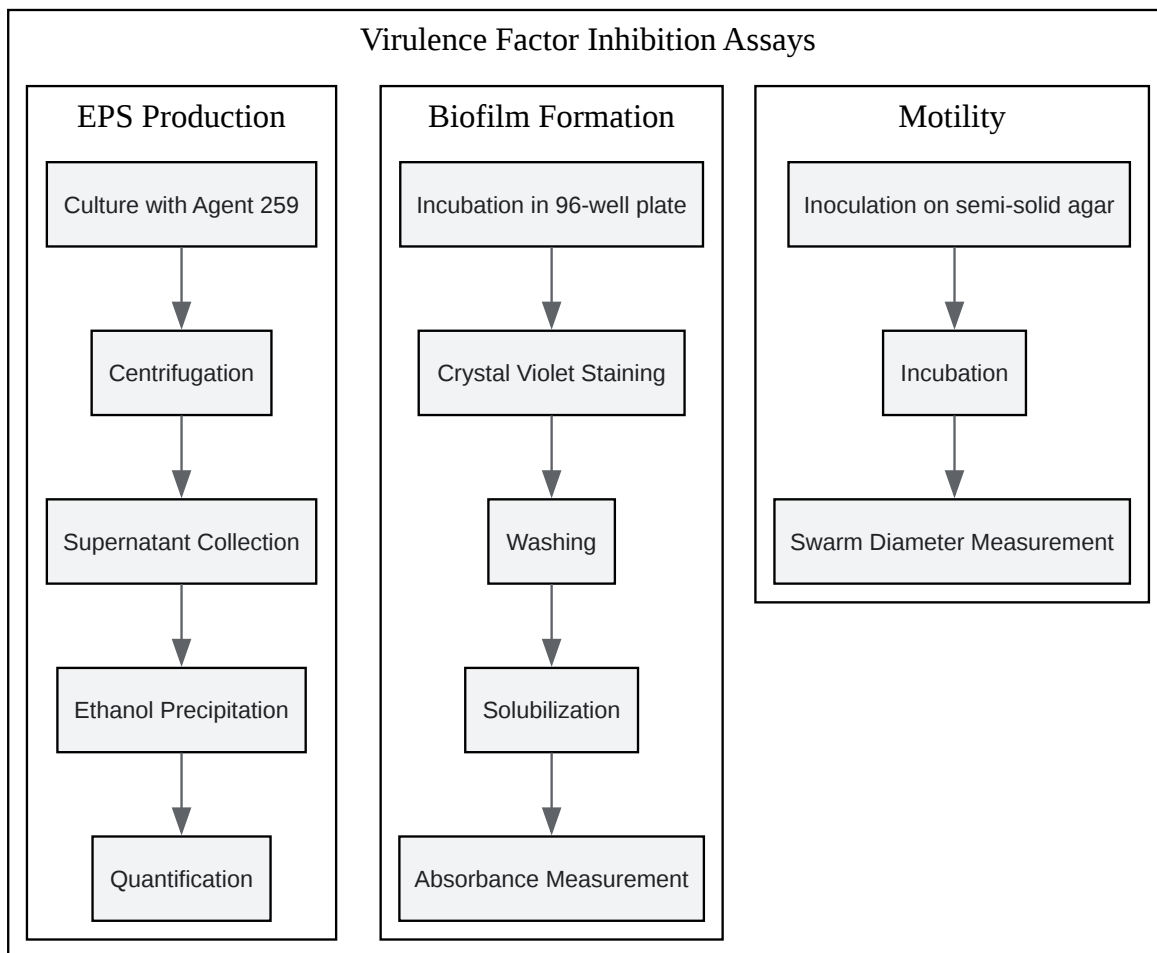 Virulence Factor Inhibition Assays
EPS Production
Culture with Agent 259
Centrifugation
Supernatant Collection
Ethanol Precipitation
Quantification
Biofilm Formation
Incubation in 96-well plate
Crystal Violet Staining
Washing
Solubilization
Absorbance Measurement
Motility
Inoculation on semi-solid agar
Incubation
Swarm Diameter Measurement